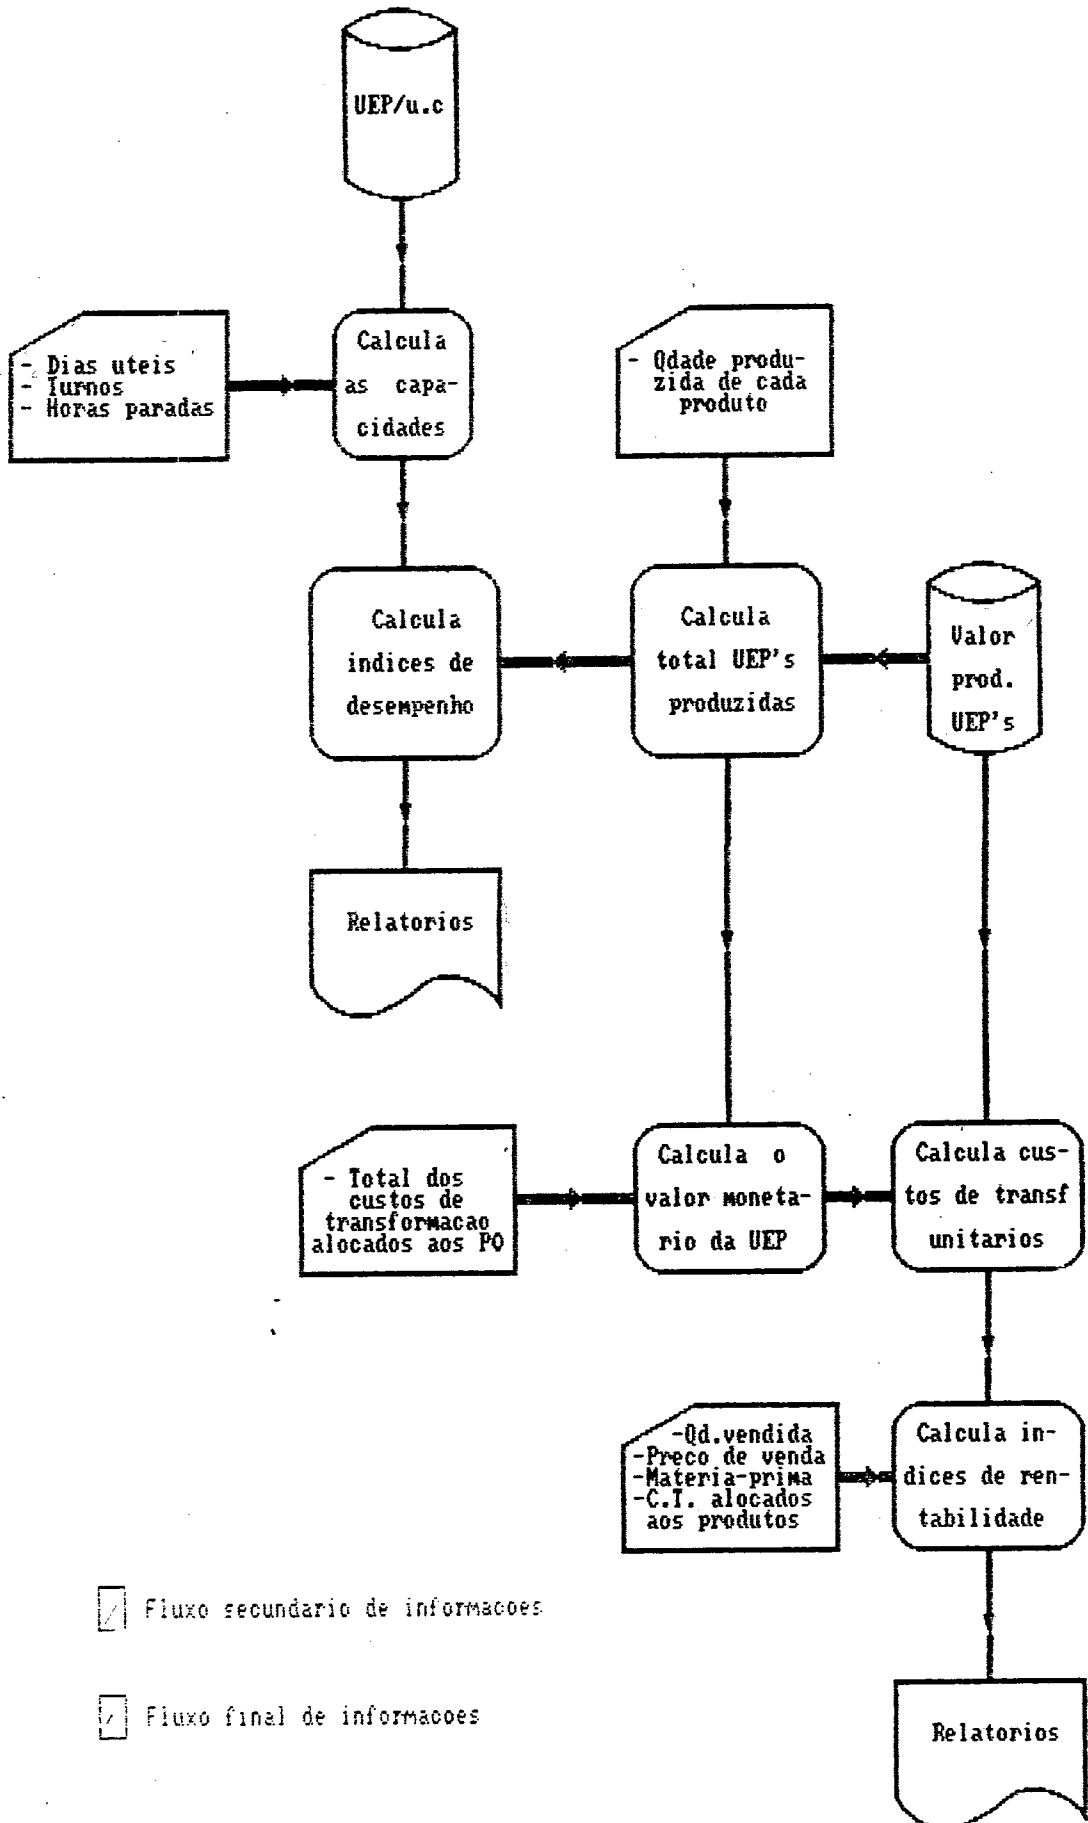 UEP/u.c
Calcula
as capa-
cidades
- Dias uteis
- Turnos
- Horas paradas
- Qdade produ-
zida de cada
produto
Calcula
indices de
desempenho
Calcula
total UEP's
produzidas
Valor
prod.
UEP's
Relatorios
- Total dos
custos de
transformacao
alocados aos PO
Calcula o
valor moneta-
rio da UEP
Calcula cus-
tos de transf
unitarios
-Qd.vendida
-Preco de venda
-Materia-prima
-C.T. alocados
aos produtos
Calcula in-
dices de ren-
tabilidade
Fluxo secundario de informacoes
Fluxo final de informacoes
Relatorios